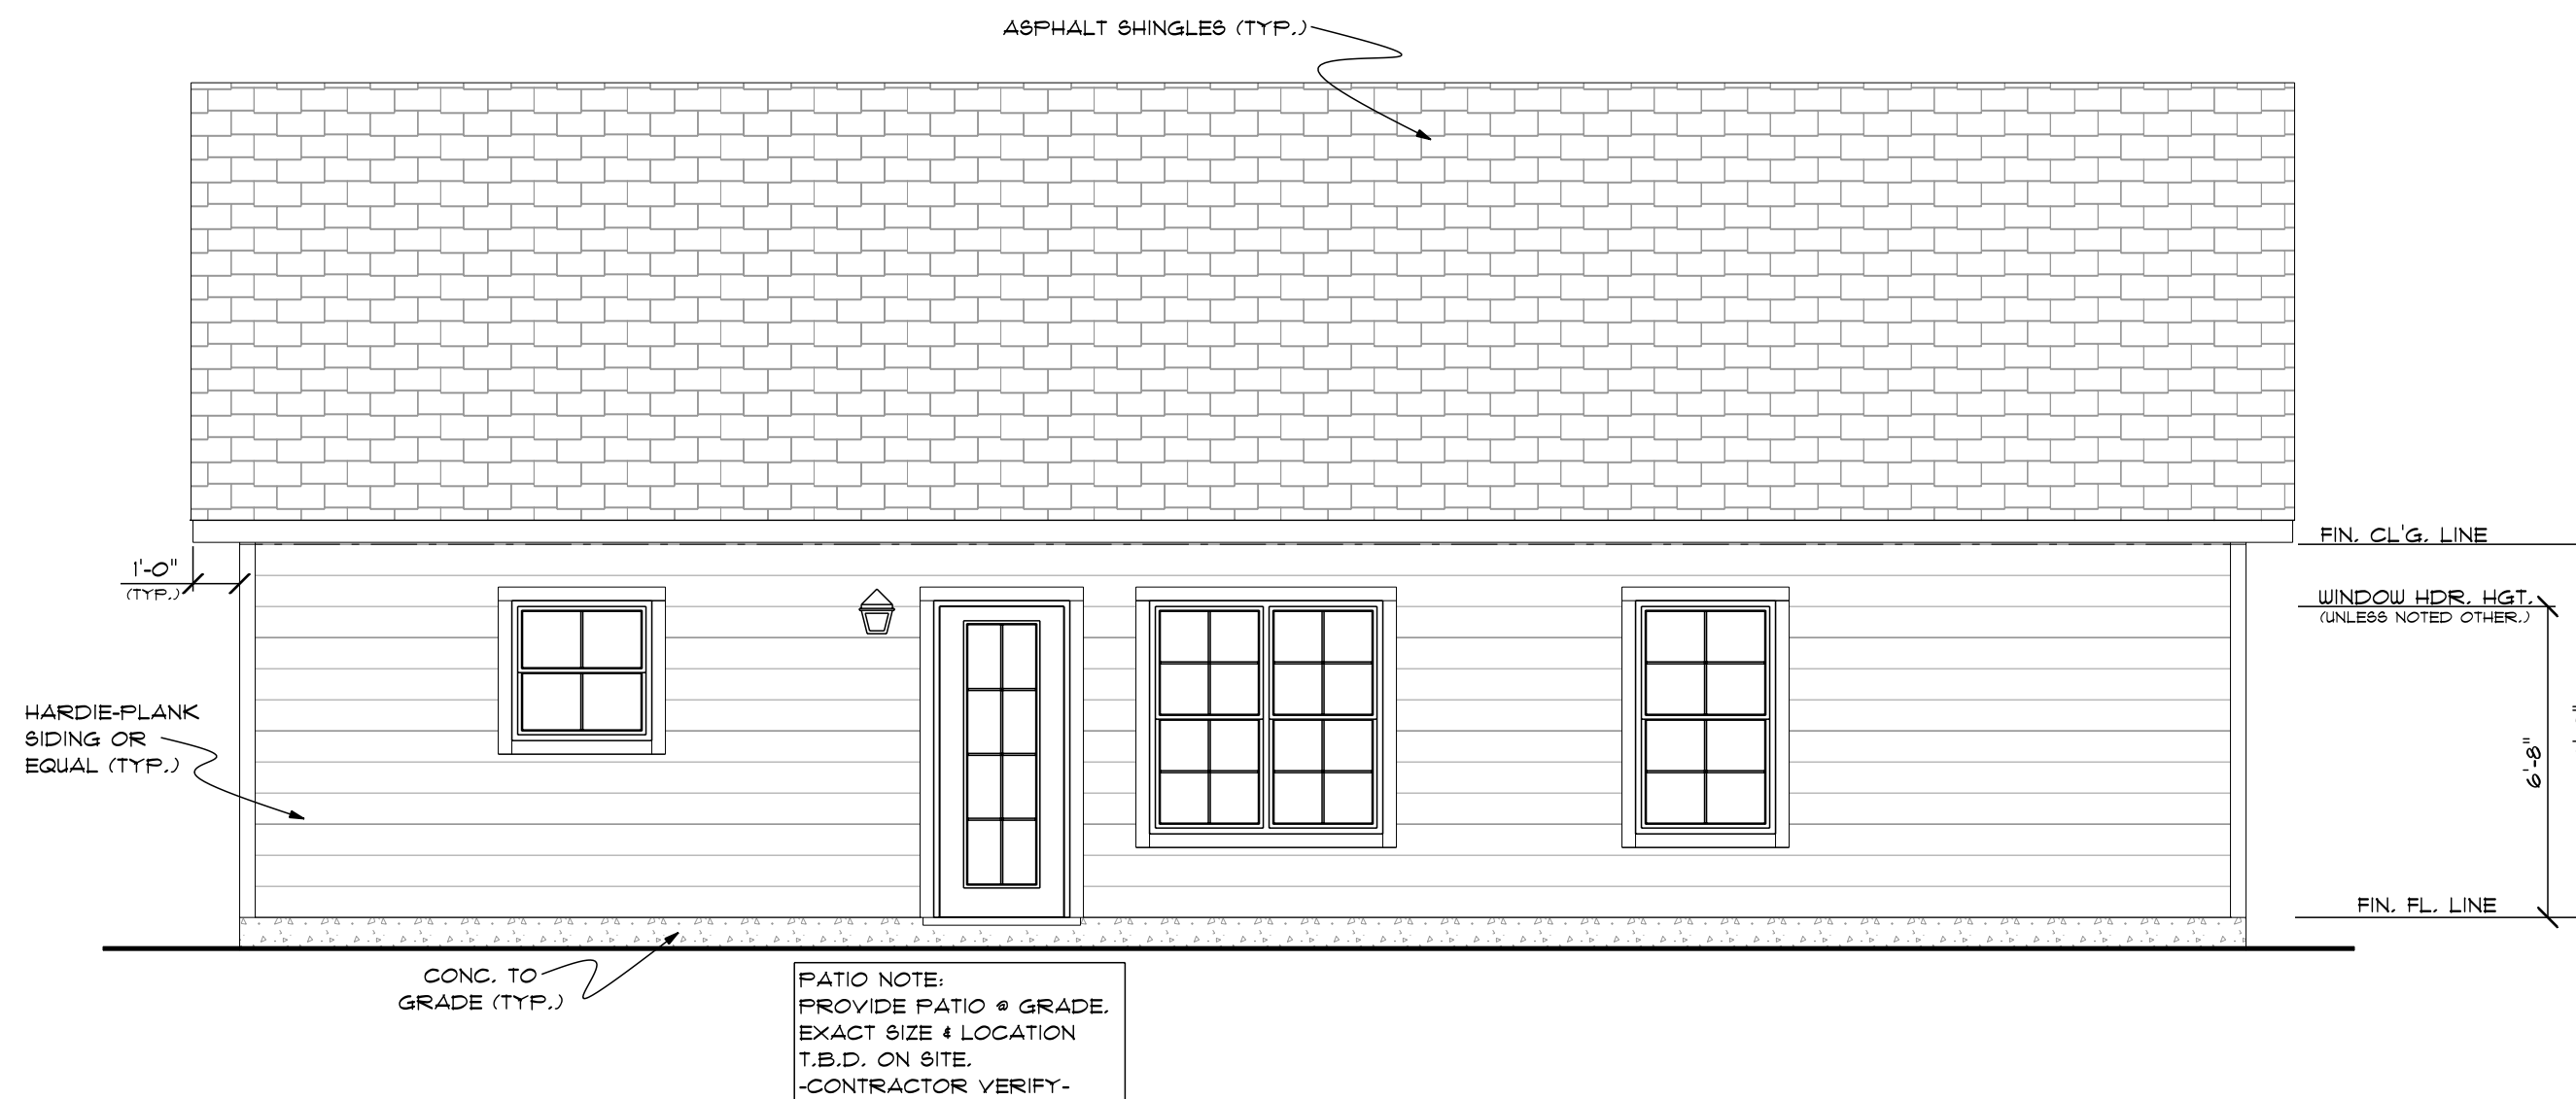 ASPHALT SHINGLES (TYP.)
FIN. CL'G. LINE
1'-0"
(TYP.)
WINDOW HDR. HGT.
(UNLESS NOTED OTHER.)
HARDIE-PLANK
SIDING OR
EQUAL (TYP.)
6'-8"
FIN. FL. LINE
CONC. TO
GRADE (TYP.)
PATIO NOTE:
PROVIDE PATIO @ GRADE.
EXACT SIZE & LOCATION
T.B.D. ON SITE.
-CONTRACTOR VERIFY-